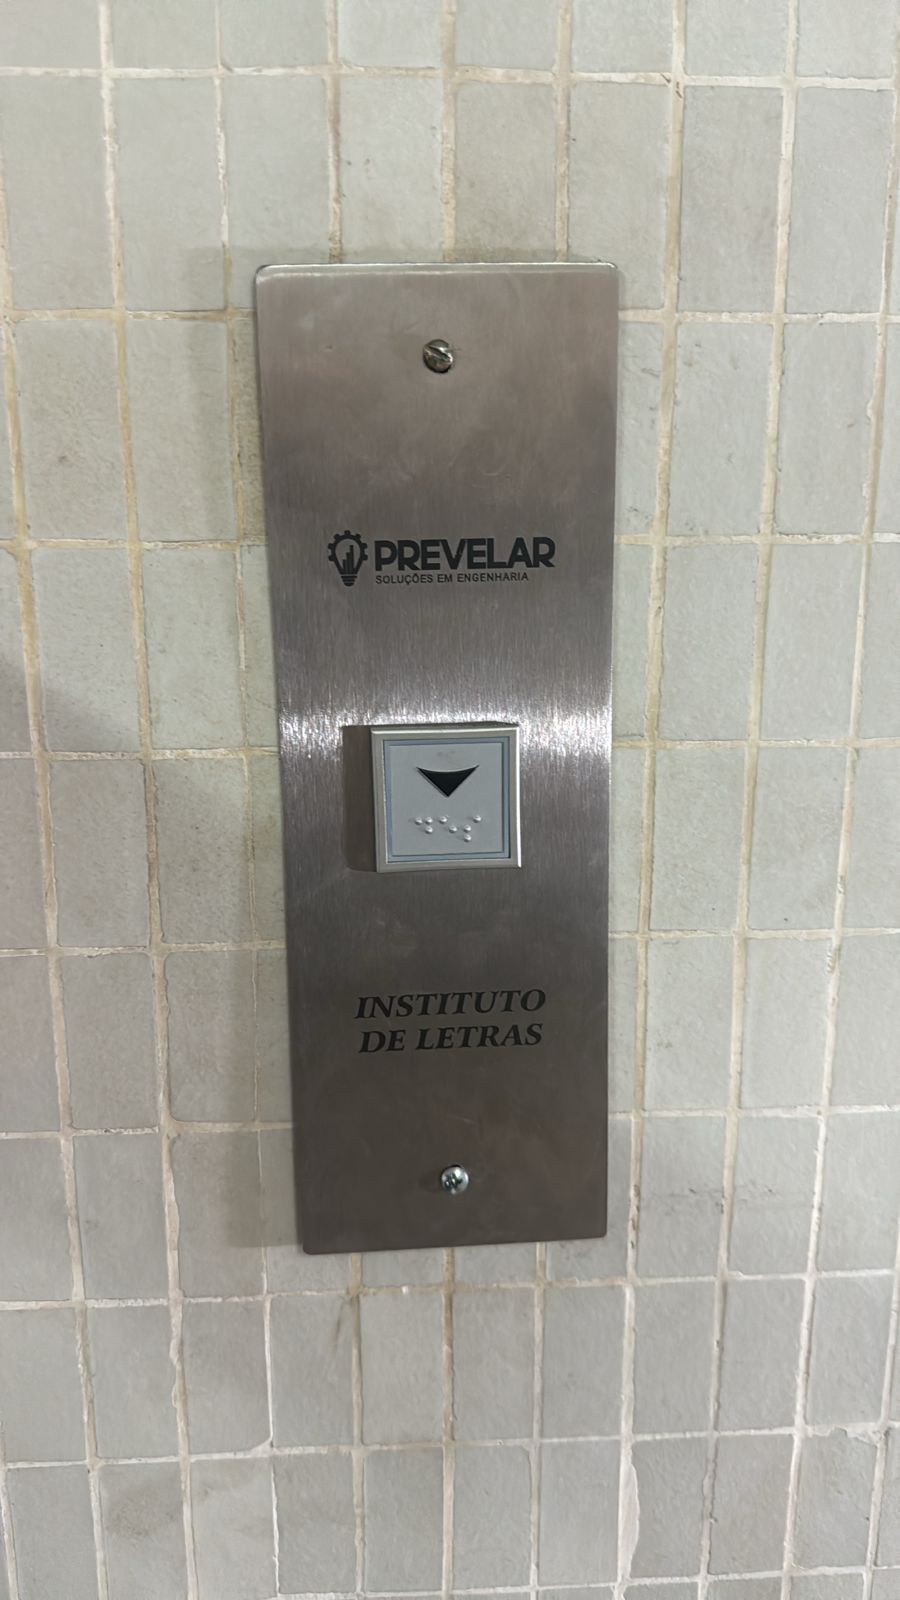 PREVELAR
SOLUÇÕES EM ENGENHARIA
INSTITUTO
DE LETRAS